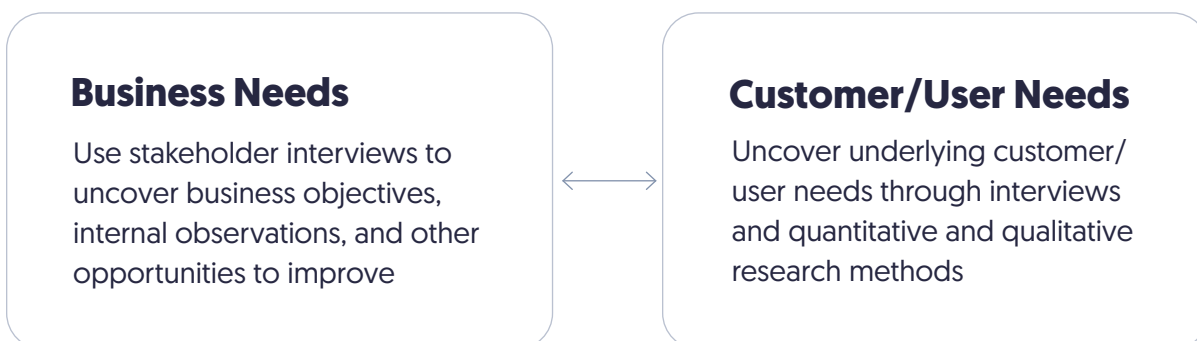 Business Needs
Use stakeholder interviews to
uncover business objectives,
internal observations, and other
opportunities to improve
Customer/User Needs
Uncover underlying customer/
user needs through interviews
and quantitative and qualitative
research methods